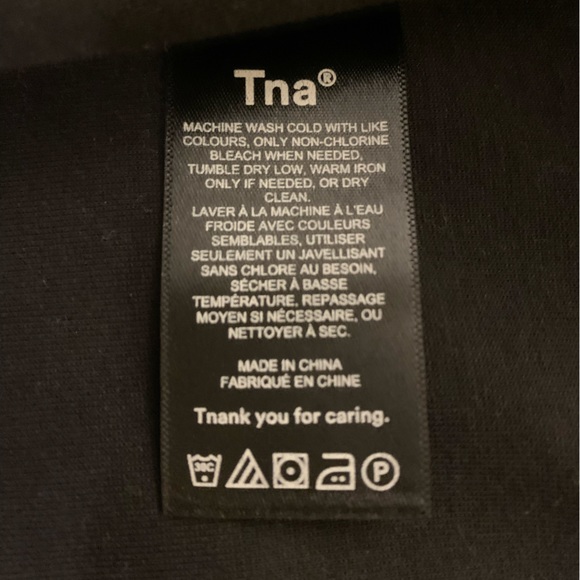 Tna®
MACHINE WASH COLD WITH LIKE
COLOURS, ONLY NON-CHLORINE
BLEACH WHEN NEEDED,
TUMBLE DRY LOW, WARM IRON
ONLY IF NEEDED, OR DRY
CLEAN.
LAVER À LA MACHINE À L'EAU
FROIDE AVEC COULEURS
SEMBLABLES, UTILISER
SEULEMENT UN JAVELLISANT
SANS CHLORE AU BESOIN,
SÉCHER À BASSE
TEMPÉRATURE, REPASSAGE
MOYEN SI NÉCESSAIRE, OU
NETTOYER À SEC.
MADE IN CHINA
FABRIQUÉ EN CHINE
Tnank you for caring.
30C P